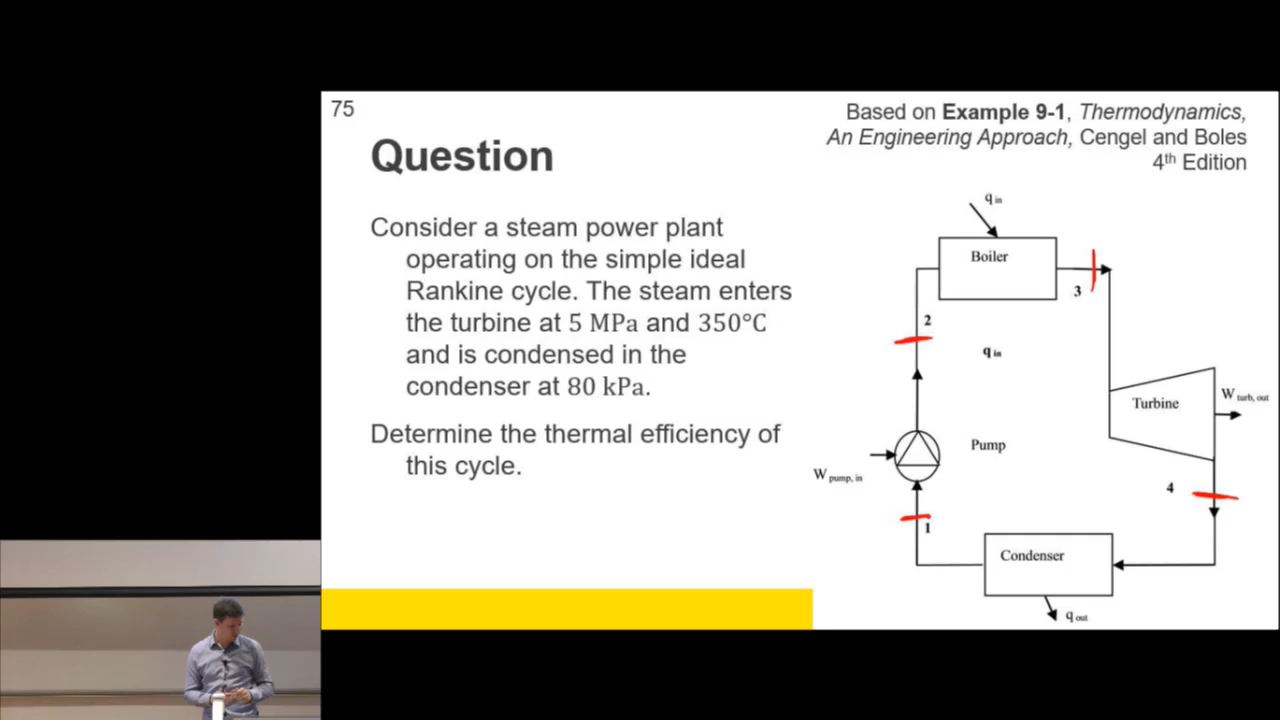 75
Based on Example 9-1, Thermodynamics,
An Engineering Approach, Cengel and Boles
4th Edition
Question
Consider a steam power plant
operating on the simple ideal
Rankine cycle. The steam enters
the turbine at 5 MPa and 350°C
and is condensed in the
condenser at 80 kPa.
Determine the thermal efficiency of
this cycle.
q in
Boiler
3
2
q in
Turbine
W turb, out
Pump
W pump, in
4
1
Condenser
q out